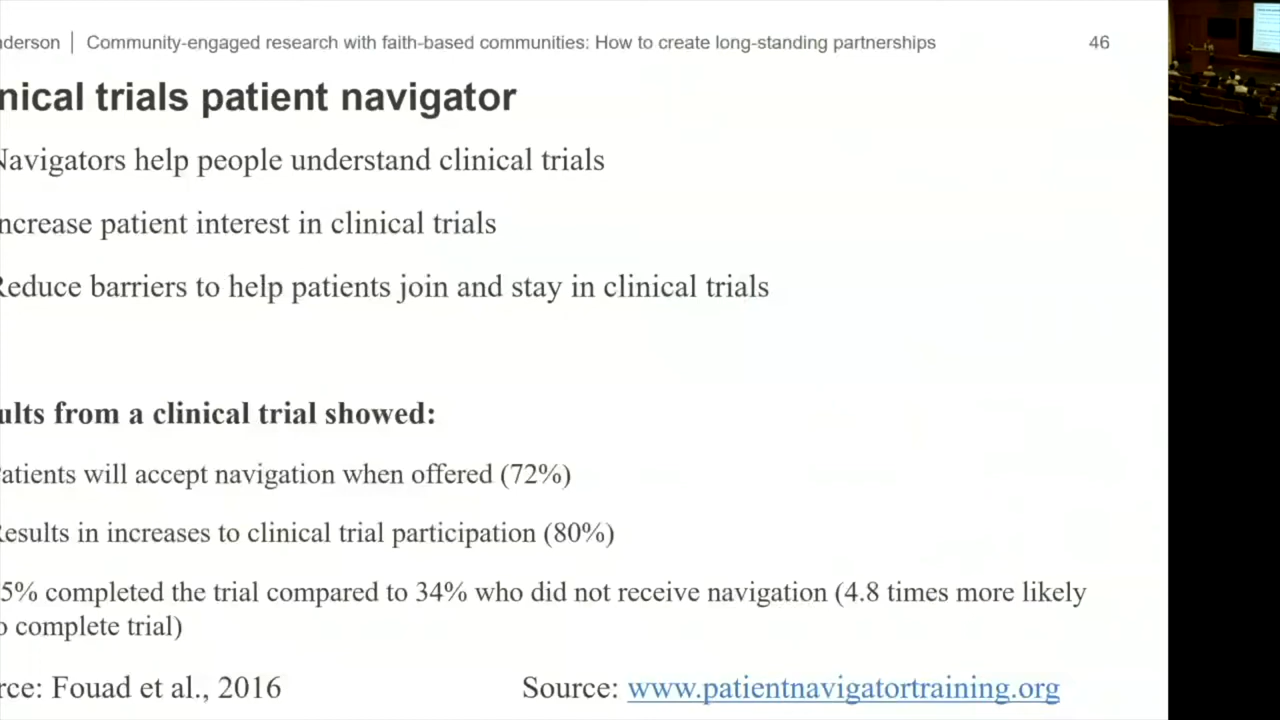 nderson | Community-engaged research with faith-based communities: How to create long-standing partnerships 46
nical trials patient navigator
Navigators help people understand clinical trials
ncrease patient interest in clinical trials
Reduce barriers to help patients join and stay in clinical trials
ults from a clinical trial showed:
Patients will accept navigation when offered (72%)
Results in increases to clinical trial participation (80%)
5% completed the trial compared to 34% who did not receive navigation (4.8 times more likely
o complete trial)
rce: Fouad et al., 2016 Source: www.patientnavigatortraining.org